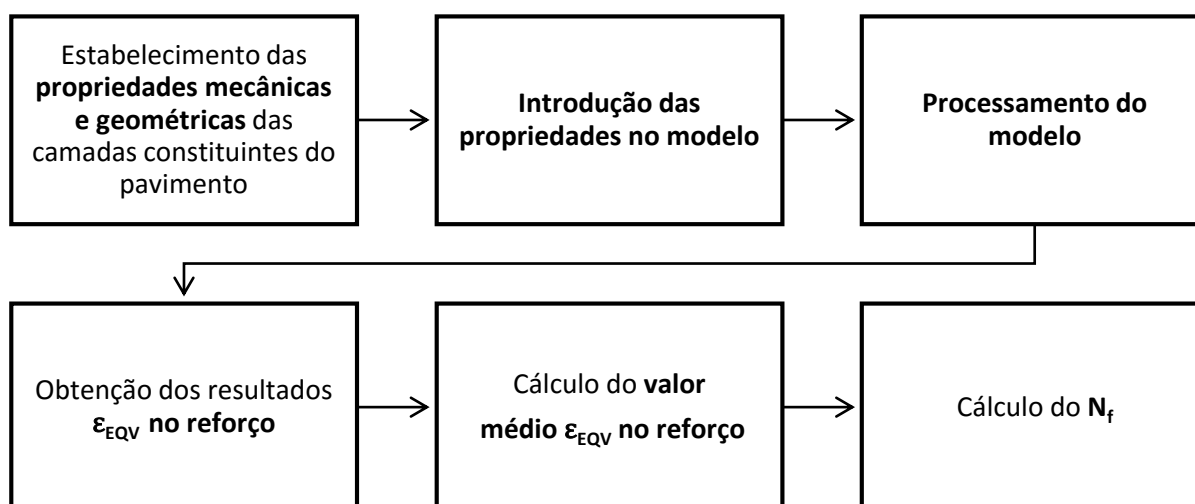 Estabelecimento das
propriedades mecânicas
e geométricas das
camadas constituintes do
pavimento
Introdução das
propriedades no modelo
Processamento do
modelo
Obtenção dos resultados
εEQV no reforço
Cálculo do valor
médio εEQV no reforço
Cálculo do Nf